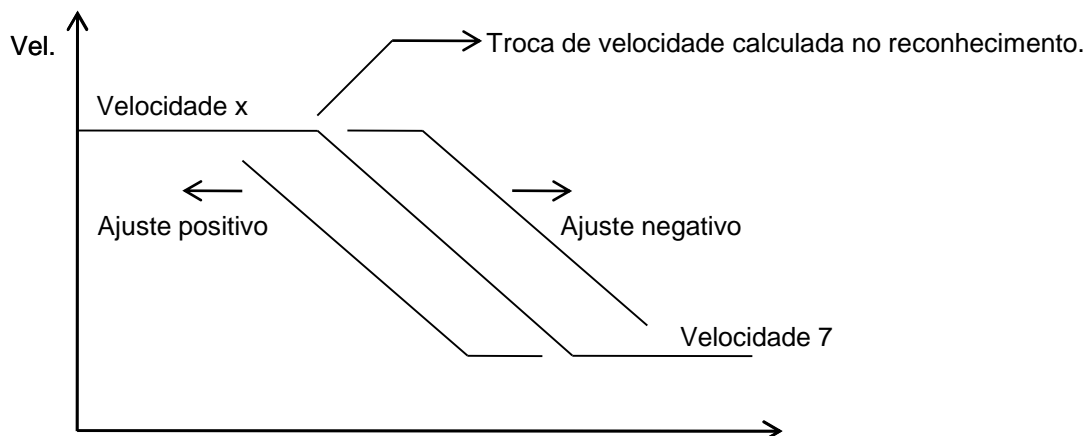 Vel.
Troca de velocidade calculada no reconhecimento.
Velocidade x
Ajuste positivo
Ajuste negativo
Velocidade 7